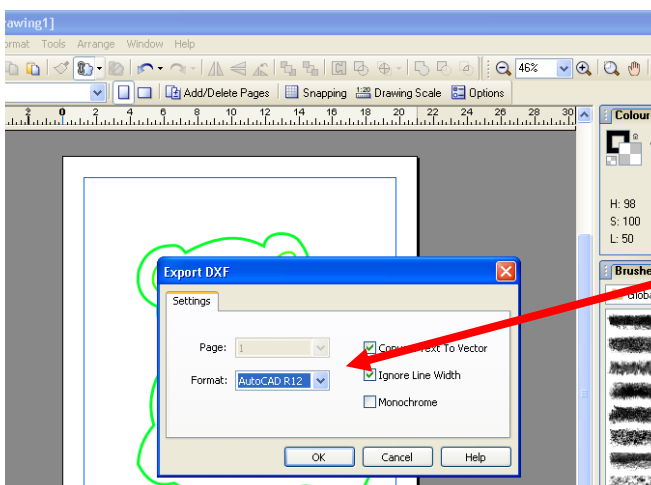 rawing1]
ormat Tools Arrange Window Help
46%
Add/Delete Pages Snapping Drawing Scale Options
2 0 2 4 6 8 10 12 14 16 18 20 22 24 26 28 30
Colour
H: 98
S: 100
L: 50
Export DXF
Settings
Page: 1
Text To Vector
Format: AutoCAD R12
Ignore Line Width
Monochrome
OK Cancel Help
Brushe
Globa